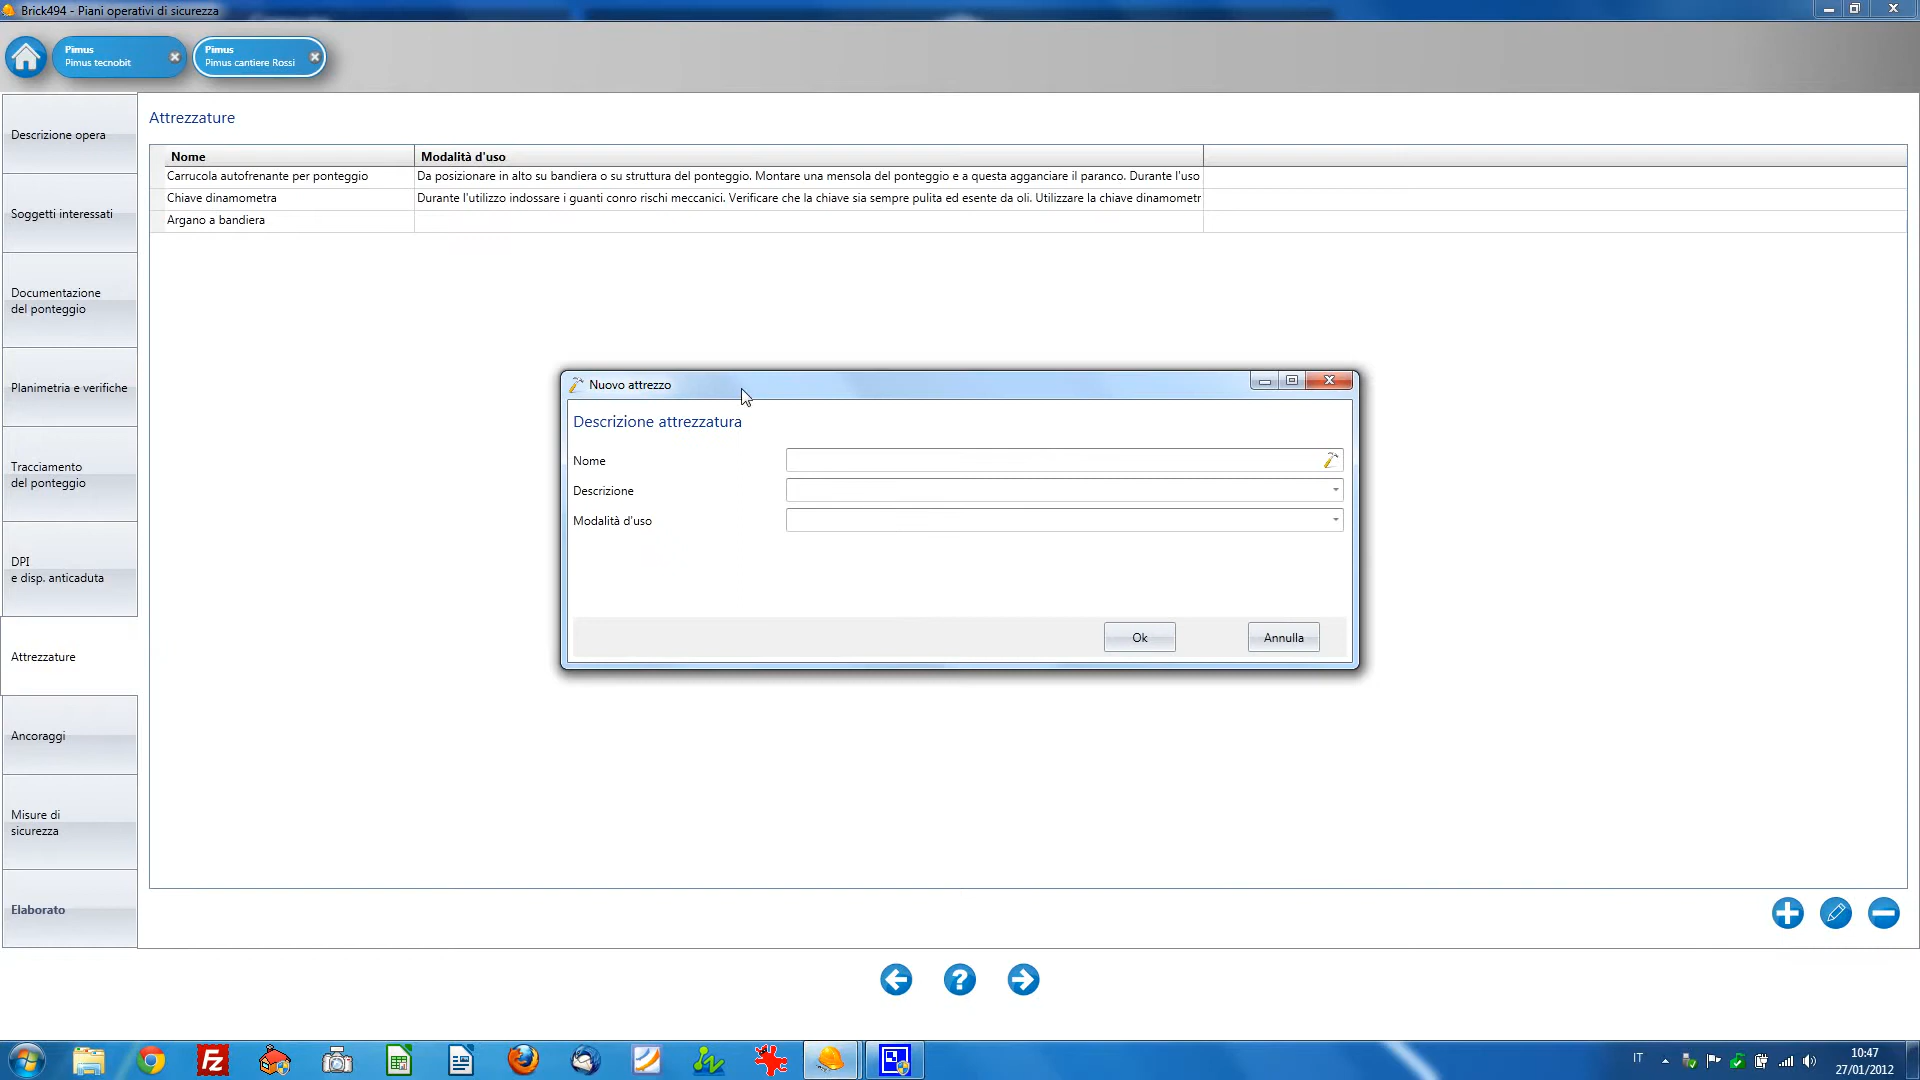 Brick494 - Piani operativi di sicurezza
Pimus
Pimus tecnobit
Pimus
Pimus cantiere Rossi
Descrizione opera
Soggetti interessati
Documentazione
del ponteggio
Planimetria e verifiche
Tracciamento
del ponteggio
DPI
e disp. anticaduta
Attrezzature
Ancoraggi
Misure di
sicurezza
Elaborato
Attrezzature
Nome Modalità d'uso
Carrucola autofrenante per ponteggio Da posizionare in alto su bandiera o su struttura del ponteggio. Montare una mensola del ponteggio e a questa agganciare il paranco. Durante l'uso
Chiave dinamometra Durante l'utilizzo indossare i guanti conro rischi meccanici. Verificare che la chiave sia sempre pulita ed esente da oli. Utilizzare la chiave dinamometr
Argano a bandiera
Nuovo attrezzo
Descrizione attrezzatura
Nome
Descrizione
Modalità d'uso
Ok Annulla
IT
10:47
27/01/2012